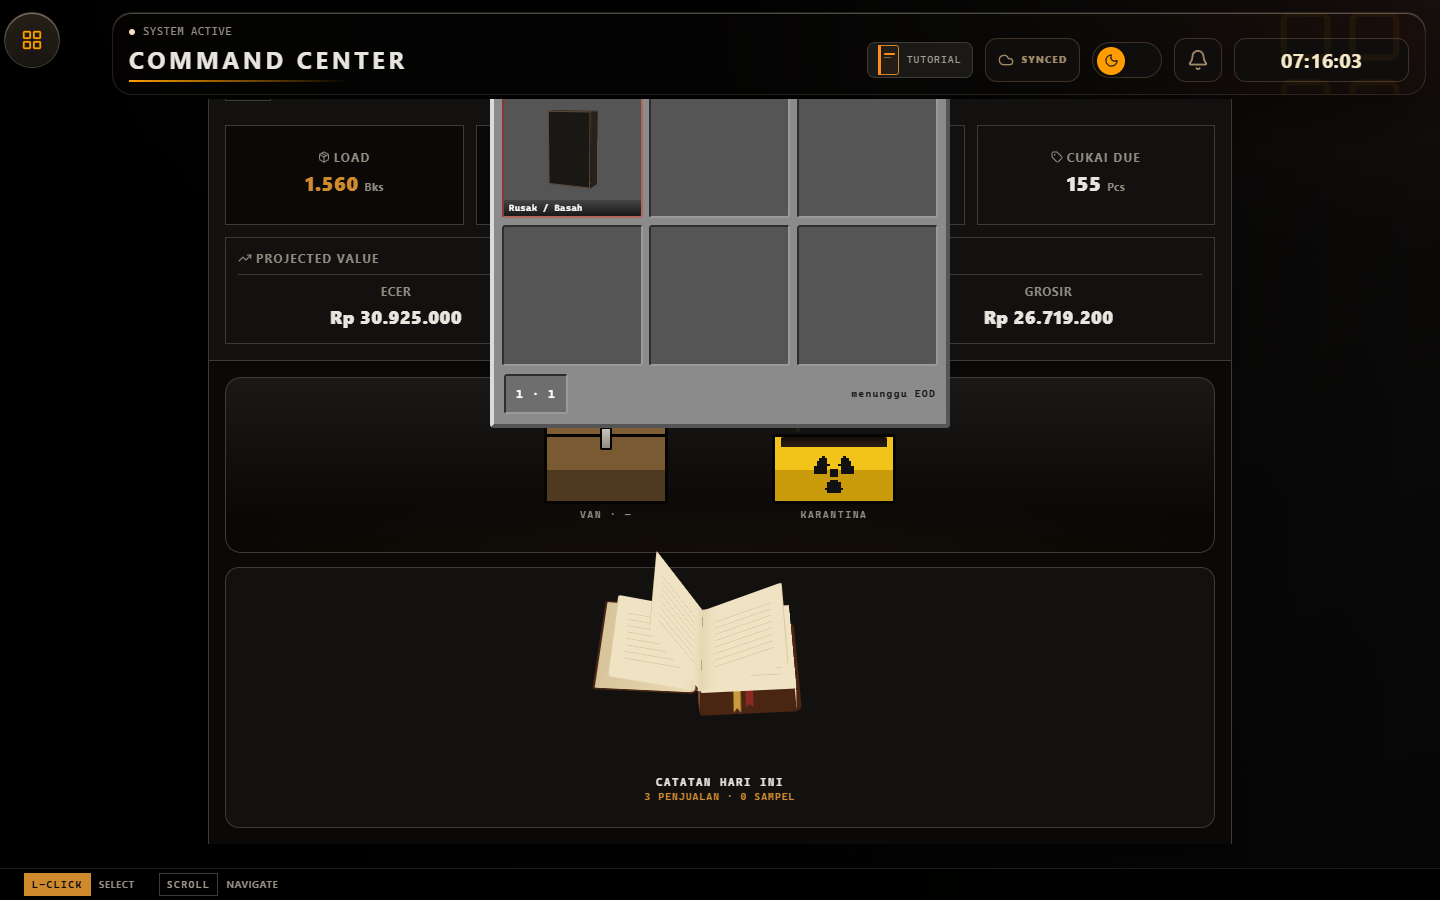 SYSTEM ACTIVE
COMMAND CENTER
TUTORIAL
SYNCED
07:16:03
LOAD
1.560 Bks
CUKAI DUE
155 Pcs
Rusak / Basah
PROJECTED VALUE
ECER
Rp 30.925.000
GROSIR
Rp 26.719.200
1 · 1
menunggu EOD
VAN · –
KARANTINA
CATATAN HARI INI
3 PENJUALAN · 0 SAMPEL
L-CLICK SELECT SCROLL NAVIGATE